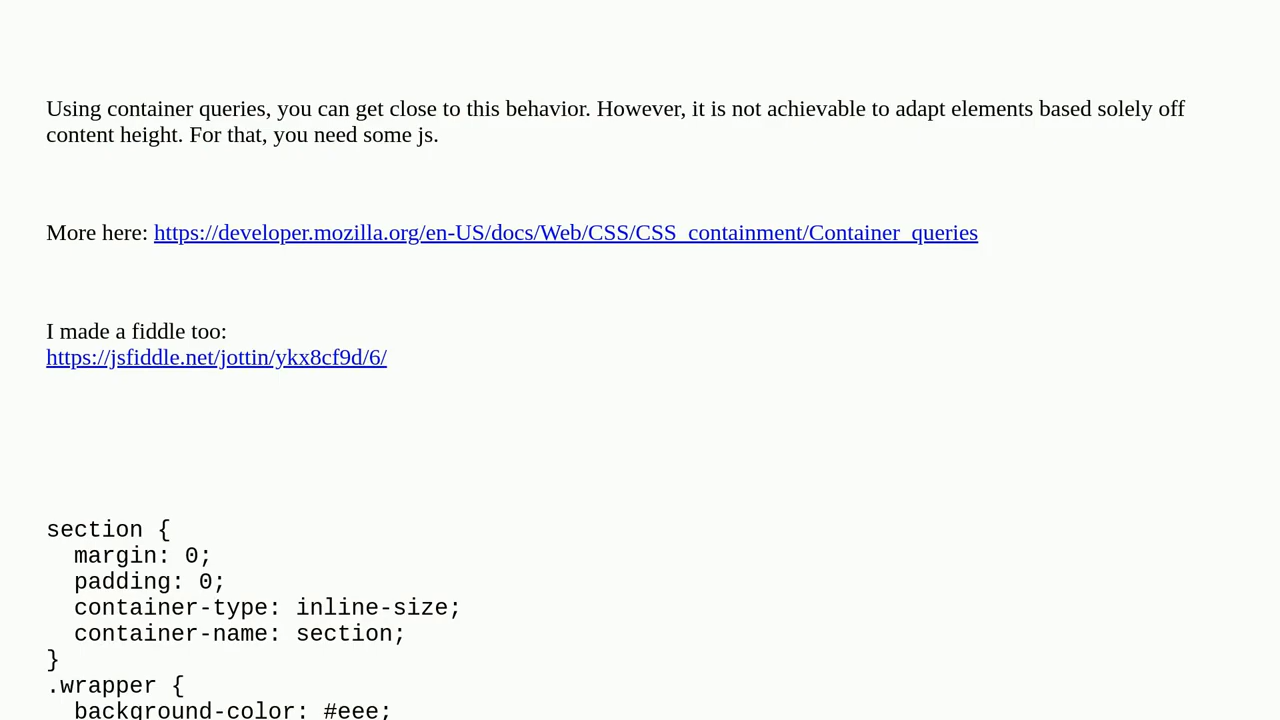 Using container queries, you can get close to this behavior. However, it is not achievable to adapt elements based solely off
content height. For that, you need some js.
More here: https://developer.mozilla.org/en-US/docs/Web/CSS/CSS_containment/Container_queries
I made a fiddle too:
https://jsfiddle.net/jottin/ykx8cf9d/6/
section {
  margin: 0;
  padding: 0;
  container-type: inline-size;
  container-name: section;
}
.wrapper {
  background-color: #eee;